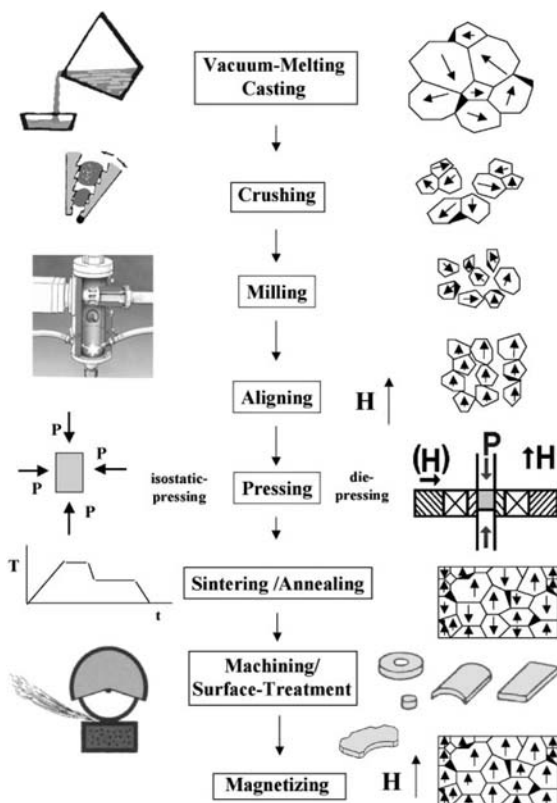 Vacuum-Melting
Casting
Crushing
Milling
Aligning
H
P
P
P
P
isostatic-
pressing
Pressing
die-
pressing
(H)
P
H
T
t
Sintering /Annealing
Machining/
Surface-Treatment
Magnetizing
H